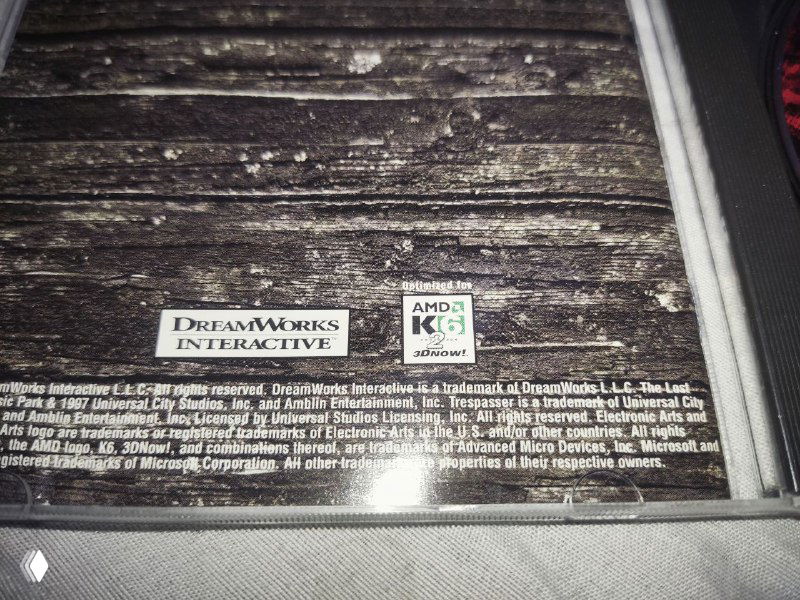 Optimized for
AMD
K6
2
3DNow!
DREAMWORKS
INTERACTIVE™
mWorks Interactive L.L.C. All rights reserved. DreamWorks Interactive is a trademark of DreamWorks L.L.C. The Lost
sic Park & 1997 Universal City Studios, Inc. and Amblin Entertainment, Inc. Trespasser is a trademark of Universal City
and Amblin Entertainment, Inc. Licensed by Universal Studios Licensing, Inc. All rights reserved. Electronic Arts and
Arts logo are trademarks or registered trademarks of Electronic Arts in the U.S. and/or other countries. All rights
, the AMD logo, K6, 3DNow!, and combinations thereof, are trademarks of Advanced Micro Devices, Inc. Microsoft and
egistered trademarks of Microsoft Corporation. All other trademarks are properties of their respective owners.